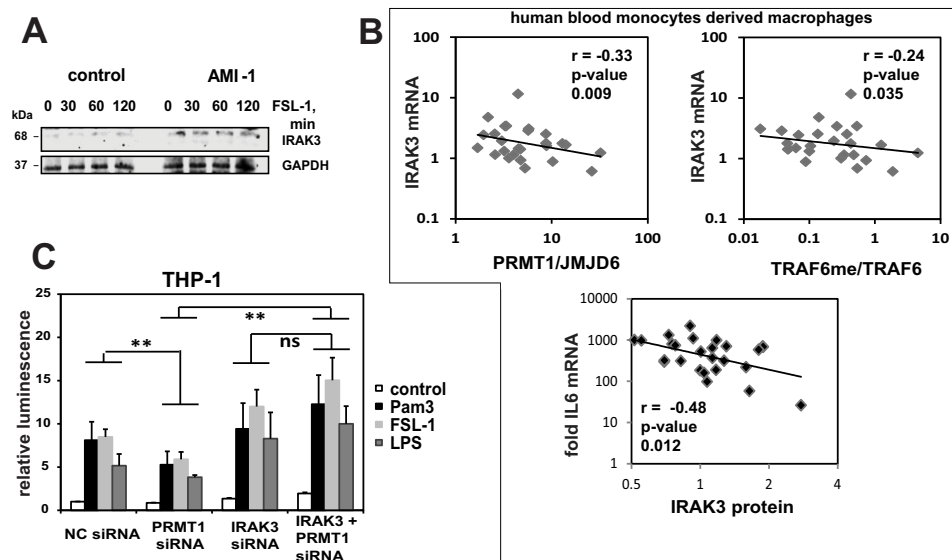 A
control AMI-1
0 30 60 120 0 30 60 120 FSL-1, min
kDa
68 IRAK3
37 GAPDH
B
human blood monocytes derived macrophages
r = -0.33
p-value
0.009
IRAK3 mRNA
10
1
0.1
1 10 100
PRMT1/JMJD6
r = -0.24
p-value
0.035
IRAK3 mRNA
10
1
0.1
0.01 0.1 1 10
TRAF6me/TRAF6
r = -0.48
p-value
0.012
fold IL6 mRNA
10000
1000
100
10
1
0.5 1 2 4
IRAK3 protein
C
THP-1
relative luminescence
25
20
15
10
5
0
**
**
ns
control
Pam3
FSL-1
LPS
NC siRNA
PRMT1
siRNA
IRAK3
siRNA
IRAK3 +
PRMT1
siRNA